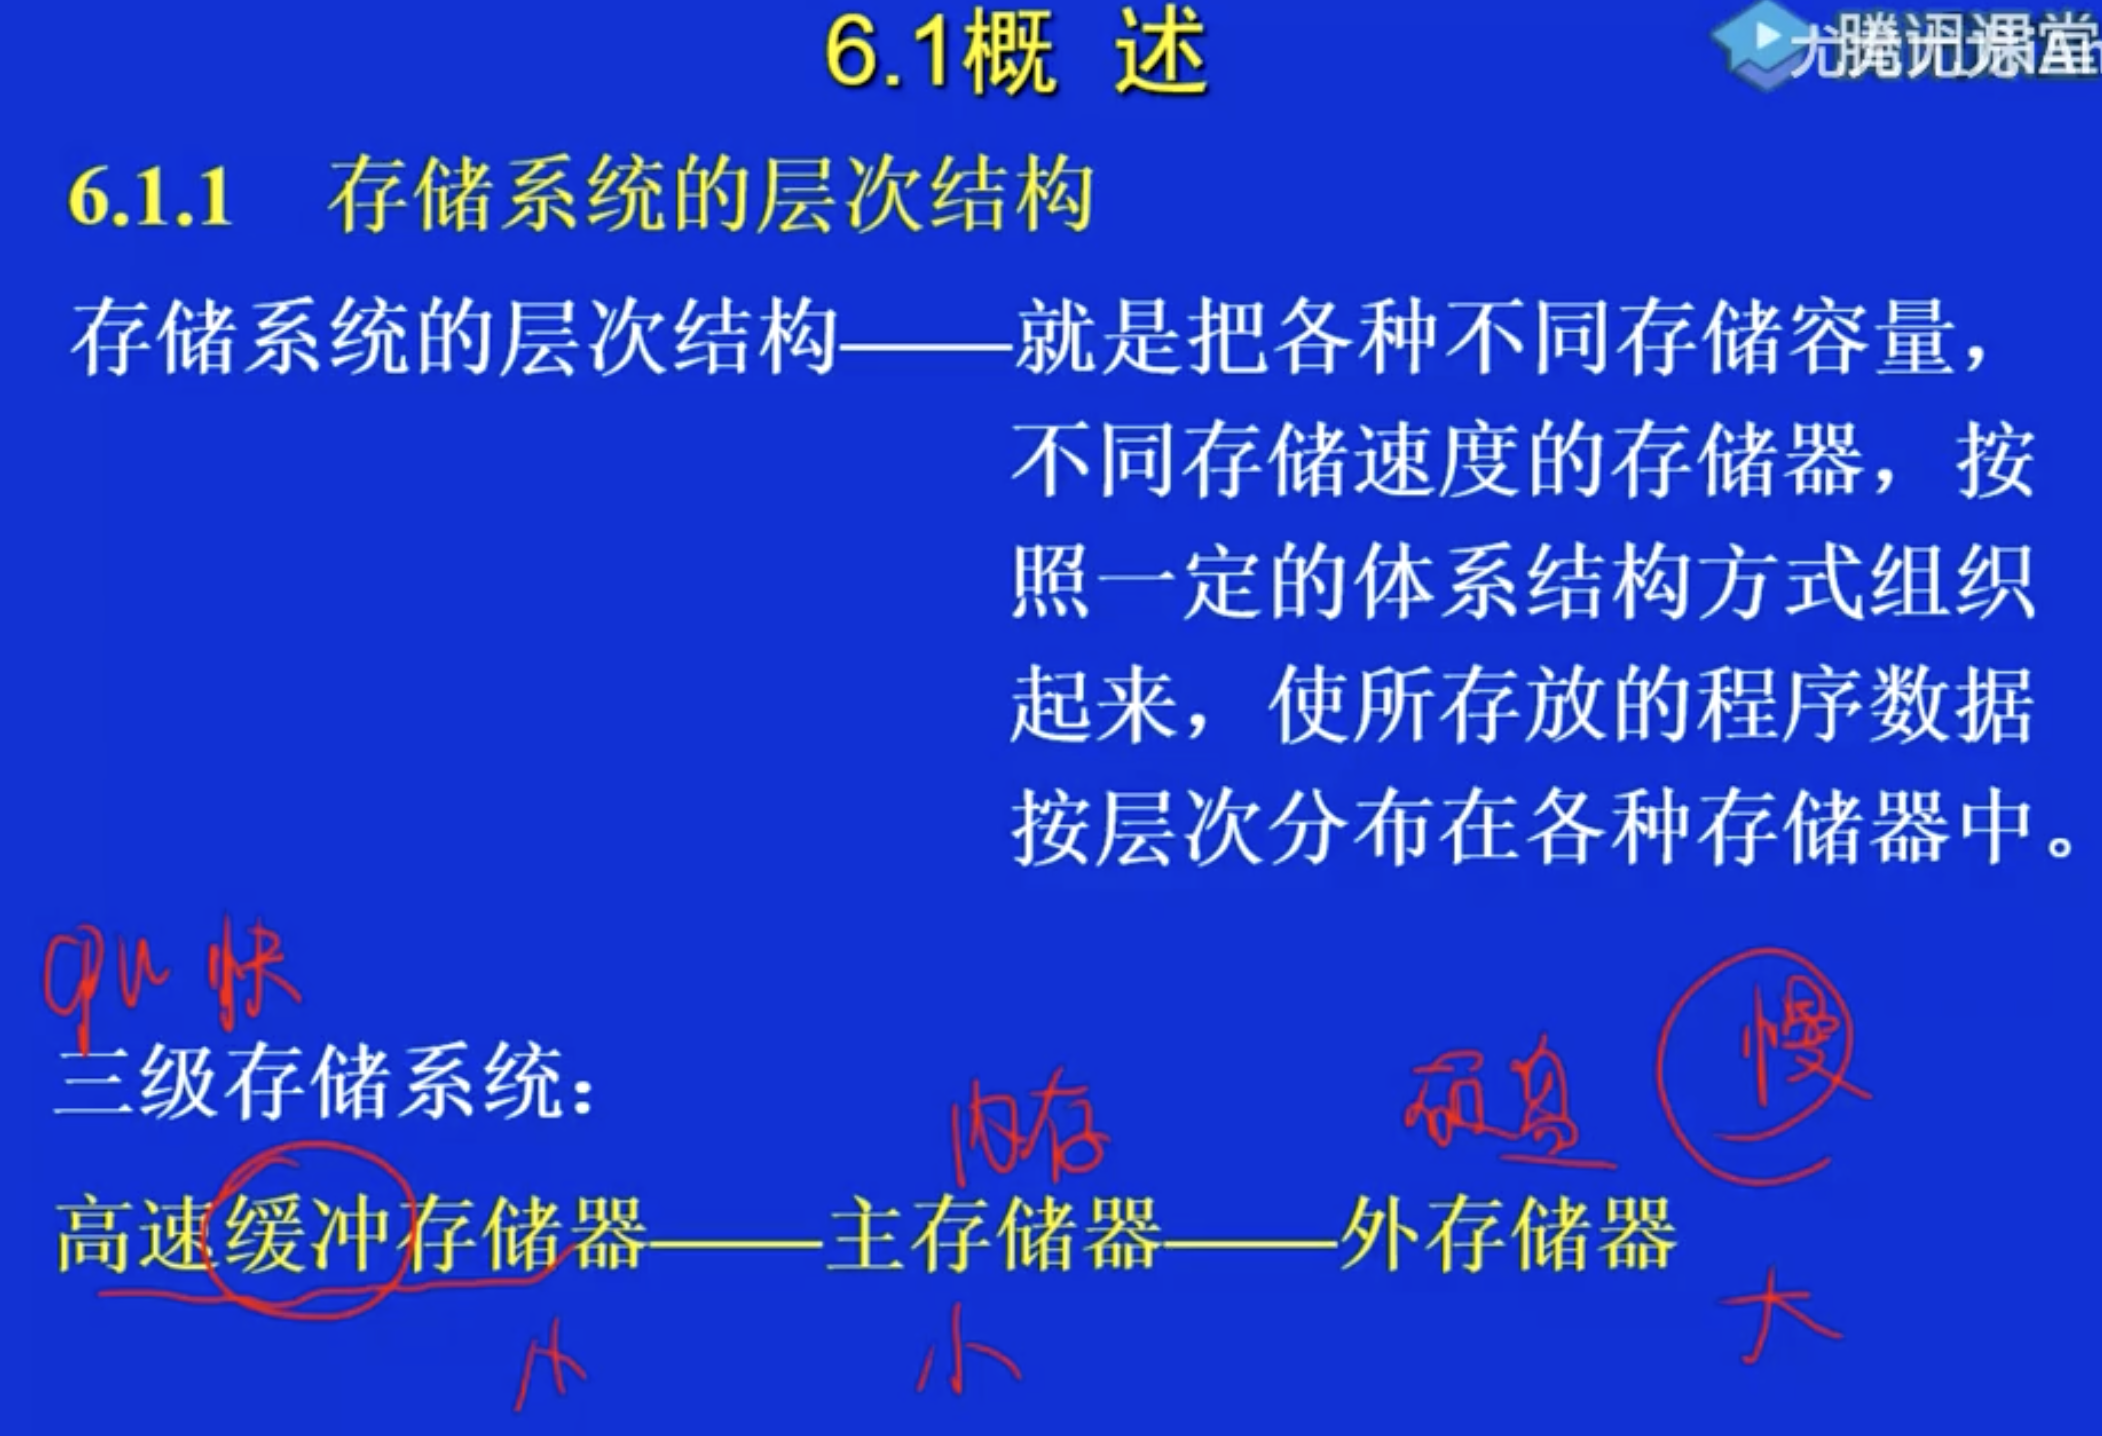 6.1概 述
腾讯课堂
6.1.1 存储系统的层次结构
存储系统的层次结构——就是把各种不同存储容量，
不同存储速度的存储器，按
照一定的体系结构方式组织
起来，使所存放的程序数据
按层次分布在各种存储器中。
cpu 快
慢
三级存储系统：
内存
硬盘
高速缓冲存储器——主存储器——外存储器
小
小
大